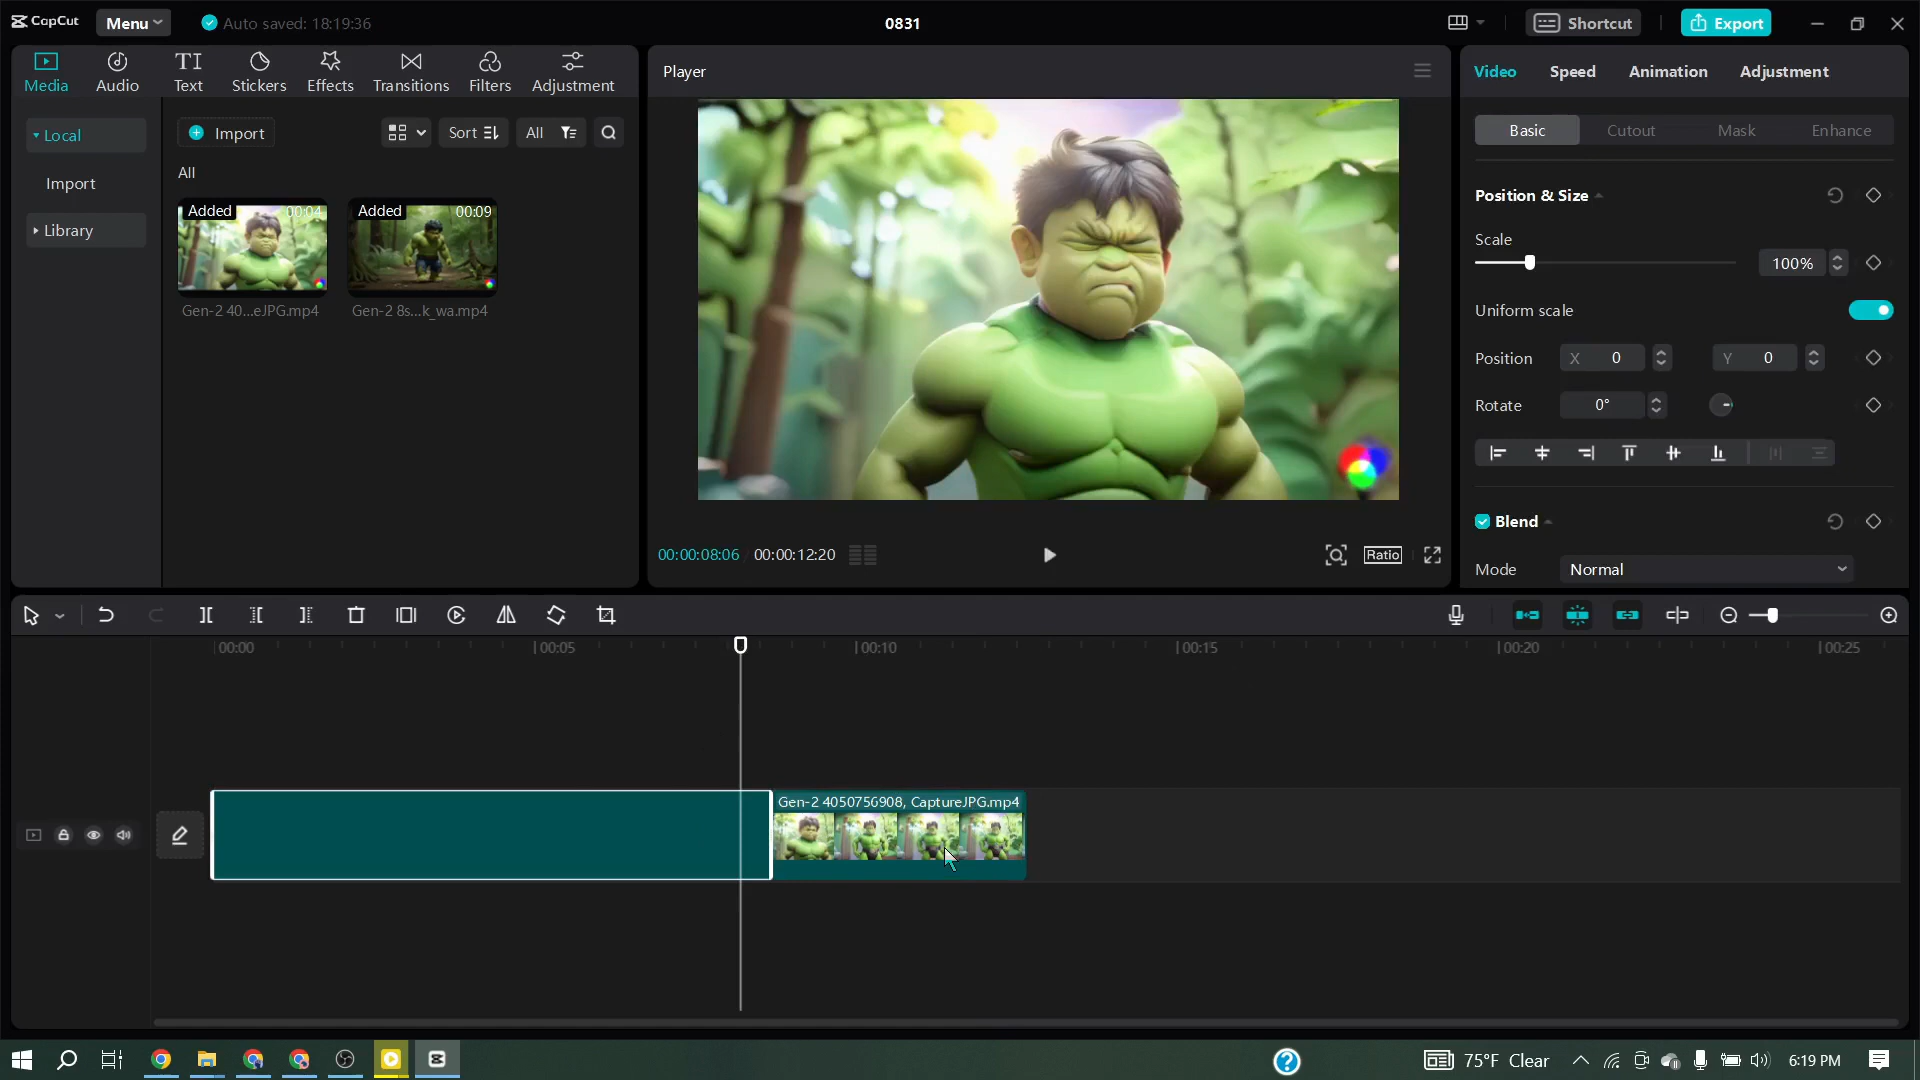 CapCut
Menu
Auto saved: 18:19:36
0831
Shortcut
Export
Media
Audio
TI
Text
Stickers
Effects
Transitions
Filters
Adjustment
Local
Import
Library
Import
Sort
All
All
Added
00:04
Gen-2 40...eJPG.mp4
Added
00:09
Gen-2 8s...k_wa.mp4
Player
00:00:08:06
00:00:12:20
Ratio
Video
Speed
Animation
Adjustment
Basic
Cutout
Mask
Enhance
Position & Size
Scale
100%
Uniform scale
Position
X 0
Y 0
Rotate
0°
Blend
Mode
Normal
00:00
00:05
00:10
00:15
00:20
00:25
Gen-2 4050756908, CaptureJPG.mp4
75°F Clear
6:19 PM